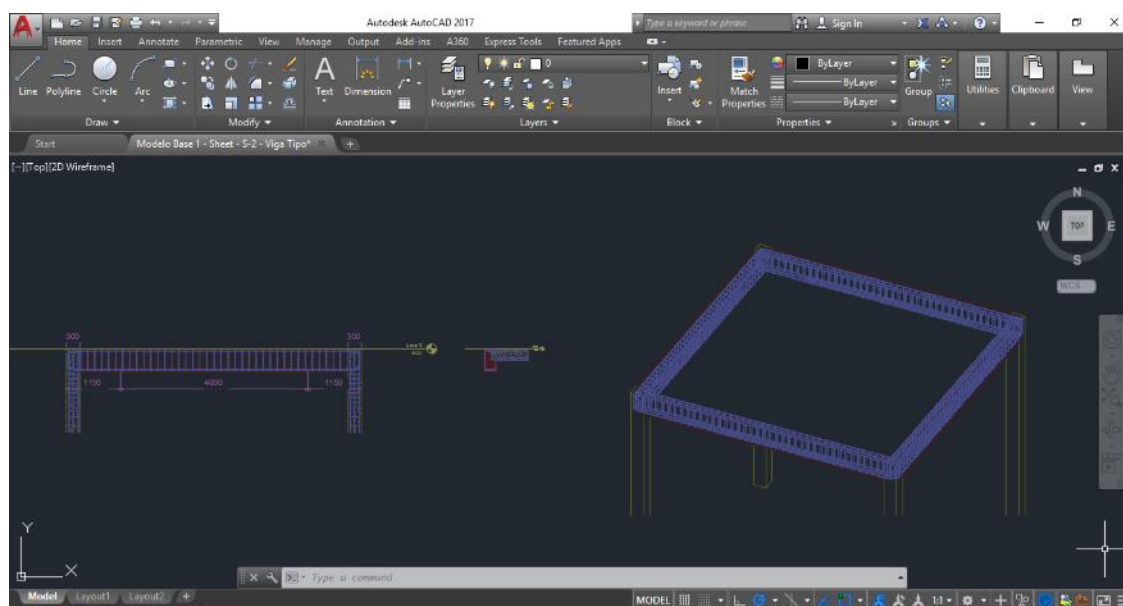 Autodesk AutoCAD 2017
Type a keyword or phrase
Sign In
Home Insert Annotate Parametric View Manage Output Add-ins A360 Express Tools Featured Apps
Line Polyline Circle Arc
Text Dimension
Layer Properties
0
Insert
Match Properties
ByLayer
ByLayer
ByLayer
Group
Utilities
Clipboard
View
Draw Modify Annotation Layers Block Properties Groups
Start
Modelo Base 1 - Sheet - S-2 - Viga Tipo*
[−][Top][2D Wireframe]
N
W TOP E
S
WCS
300
1150 4000 1150
Y
X
Type a command
Model Layout1 Layout2 +
MODEL 1:1